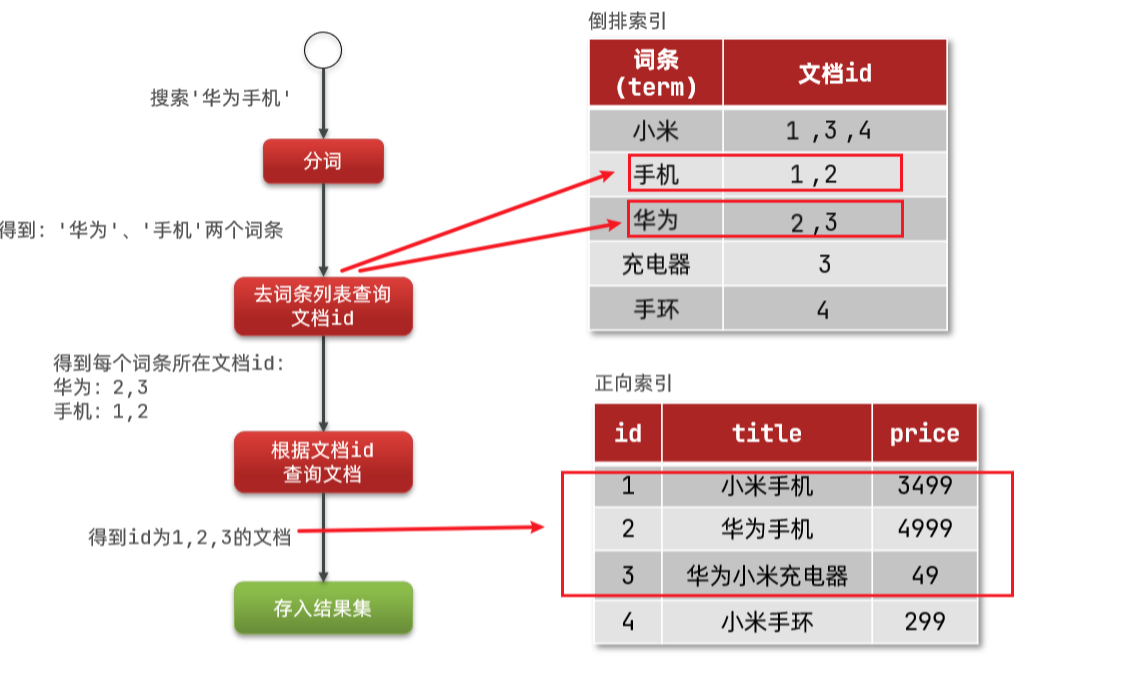 搜索'华为手机'
分词
得到：'华为'、'手机'两个词条
去词条列表查询
文档id
得到每个词条所在文档id：
华为：2,3
手机：1,2
根据文档id
查询文档
得到id为1,2,3的文档
存入结果集
倒排索引
词条 文档id
(term)
小米 1 ,3 ,4
手机 1 ,2
华为 2 ,3
充电器 3
手环 4
正向索引
id title price
1 小米手机 3499
2 华为手机 4999
3 华为小米充电器 49
4 小米手环 299